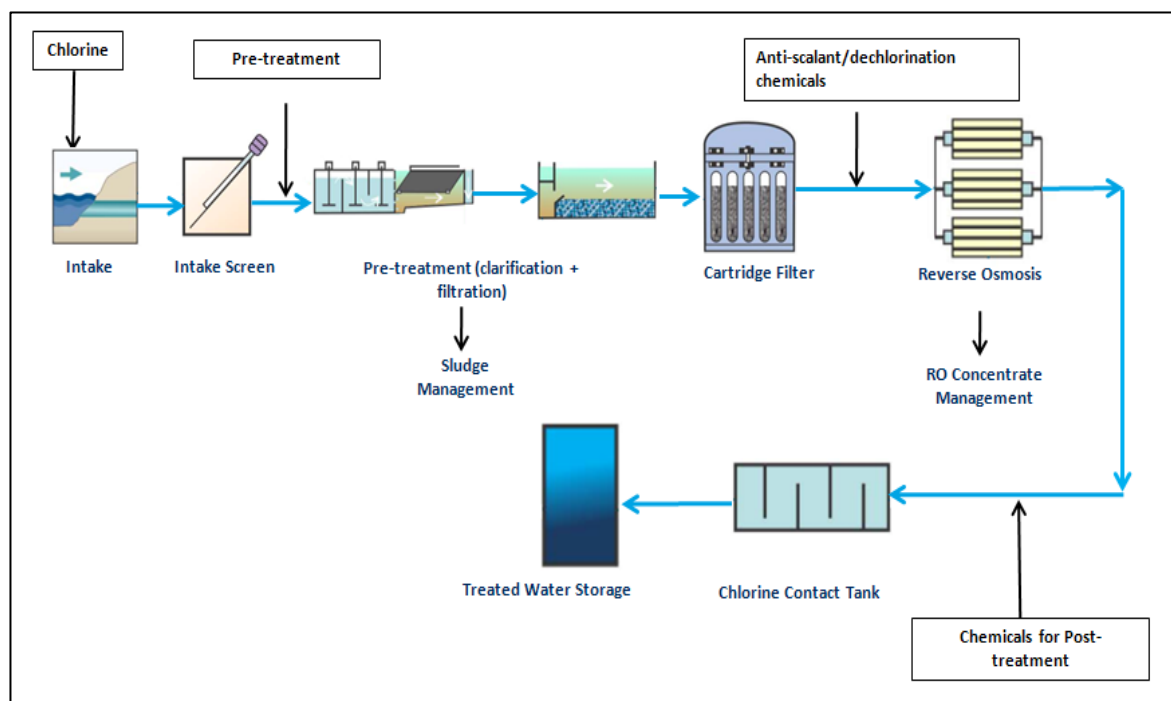 Chlorine
Pre-treatment
Anti-scalant/dechlorination
chemicals
Intake
Intake Screen
Pre-treatment (clarification +
filtration)
Cartridge Filter
Reverse Osmosis
Sludge
Management
RO Concentrate
Management
Treated Water Storage
Chlorine Contact Tank
Chemicals for Post-
treatment